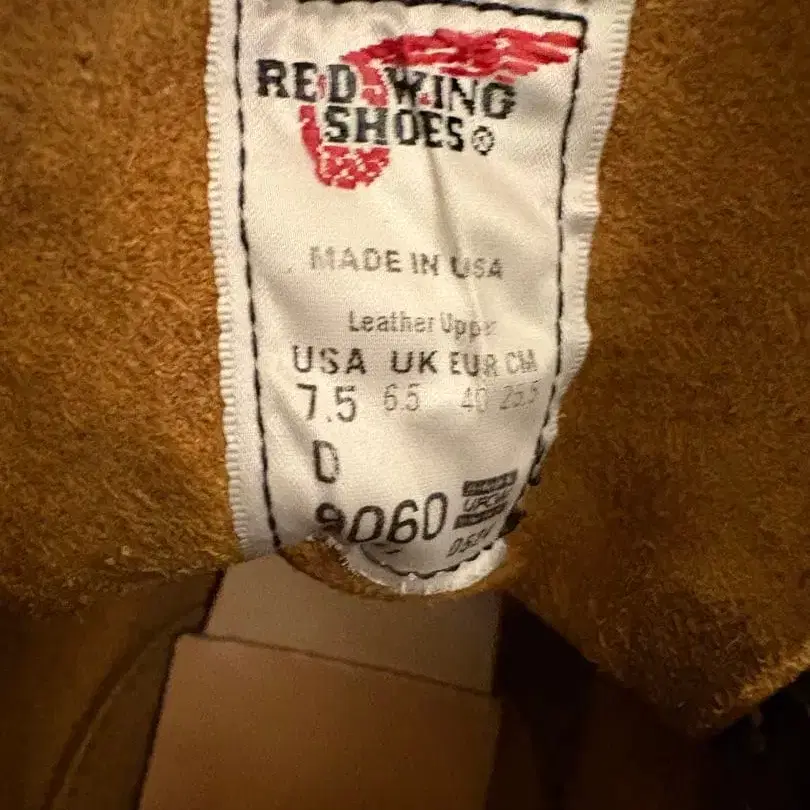 RED WING
SHOES®
MADE IN USA
Leather Upper
USA UK EUR CM
7.5 6.5 40 25.5
D
9060